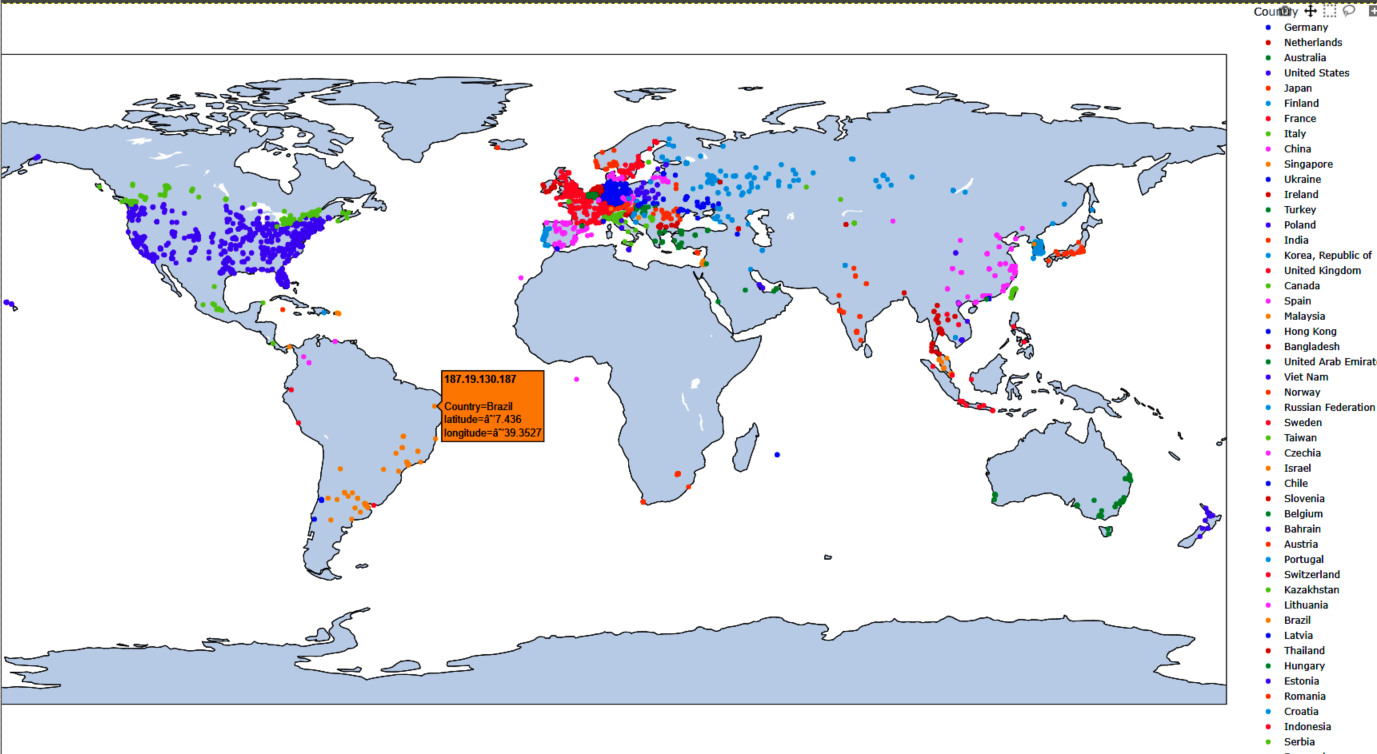 187.19.130.187
Country=Brazil
latitude=âˆ’7.436
longitude=âˆ’39.3527
Country
Germany
Netherlands
Australia
United States
Japan
Finland
France
Italy
China
Singapore
Ukraine
Ireland
Turkey
Poland
India
Korea, Republic of
United Kingdom
Canada
Spain
Malaysia
Hong Kong
Bangladesh
United Arab Emirat
Viet Nam
Norway
Russian Federation
Sweden
Taiwan
Czechia
Israel
Chile
Slovenia
Belgium
Bahrain
Austria
Portugal
Switzerland
Kazakhstan
Lithuania
Brazil
Latvia
Thailand
Hungary
Estonia
Romania
Croatia
Indonesia
Serbia